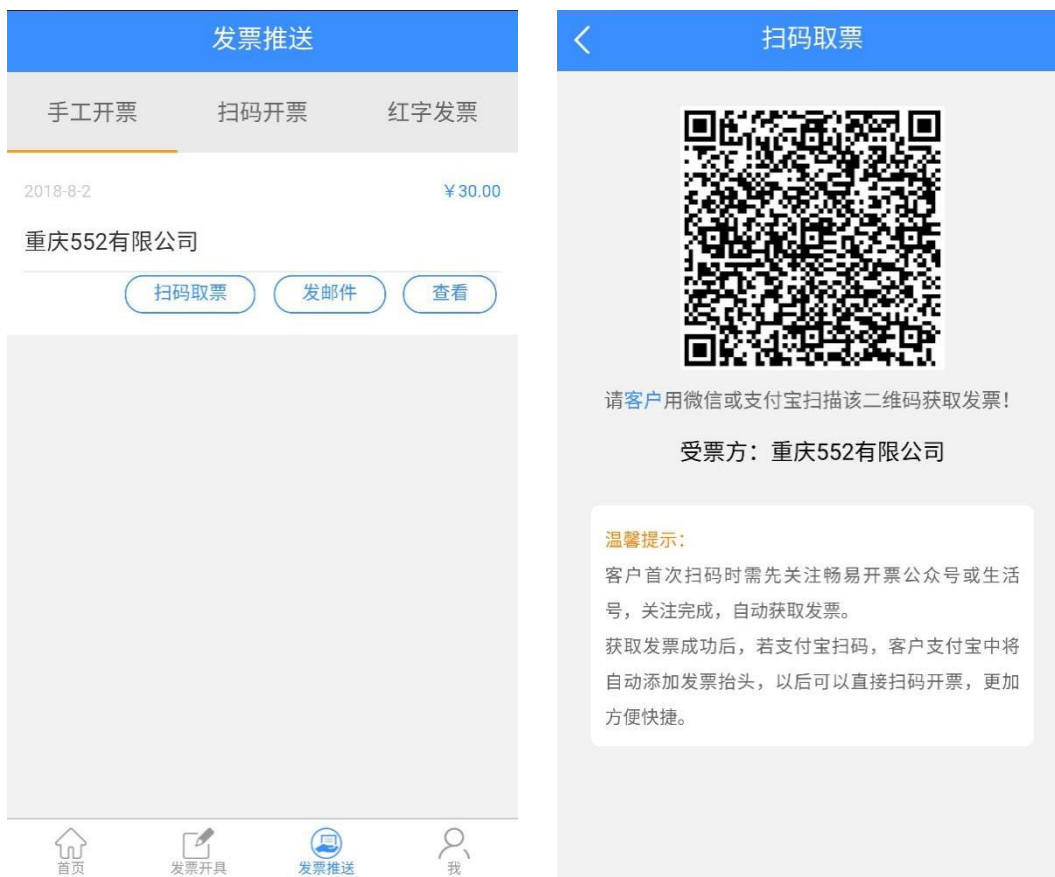 发票推送
手工开票
扫码开票
红字发票
2018-8-2
￥30.00
重庆552有限公司
扫码取票
发邮件
查看
首页
发票开具
发票推送
我
扫码取票
请客户用微信或支付宝扫描该二维码获取发票！
受票方：重庆552有限公司
温馨提示：
客户首次扫码时需先关注畅易开票公众号或生活
号，关注完成，自动获取发票。
获取发票成功后，若支付宝扫码，客户支付宝中将
自动添加发票抬头，以后可以直接扫码开票，更加
方便快捷。